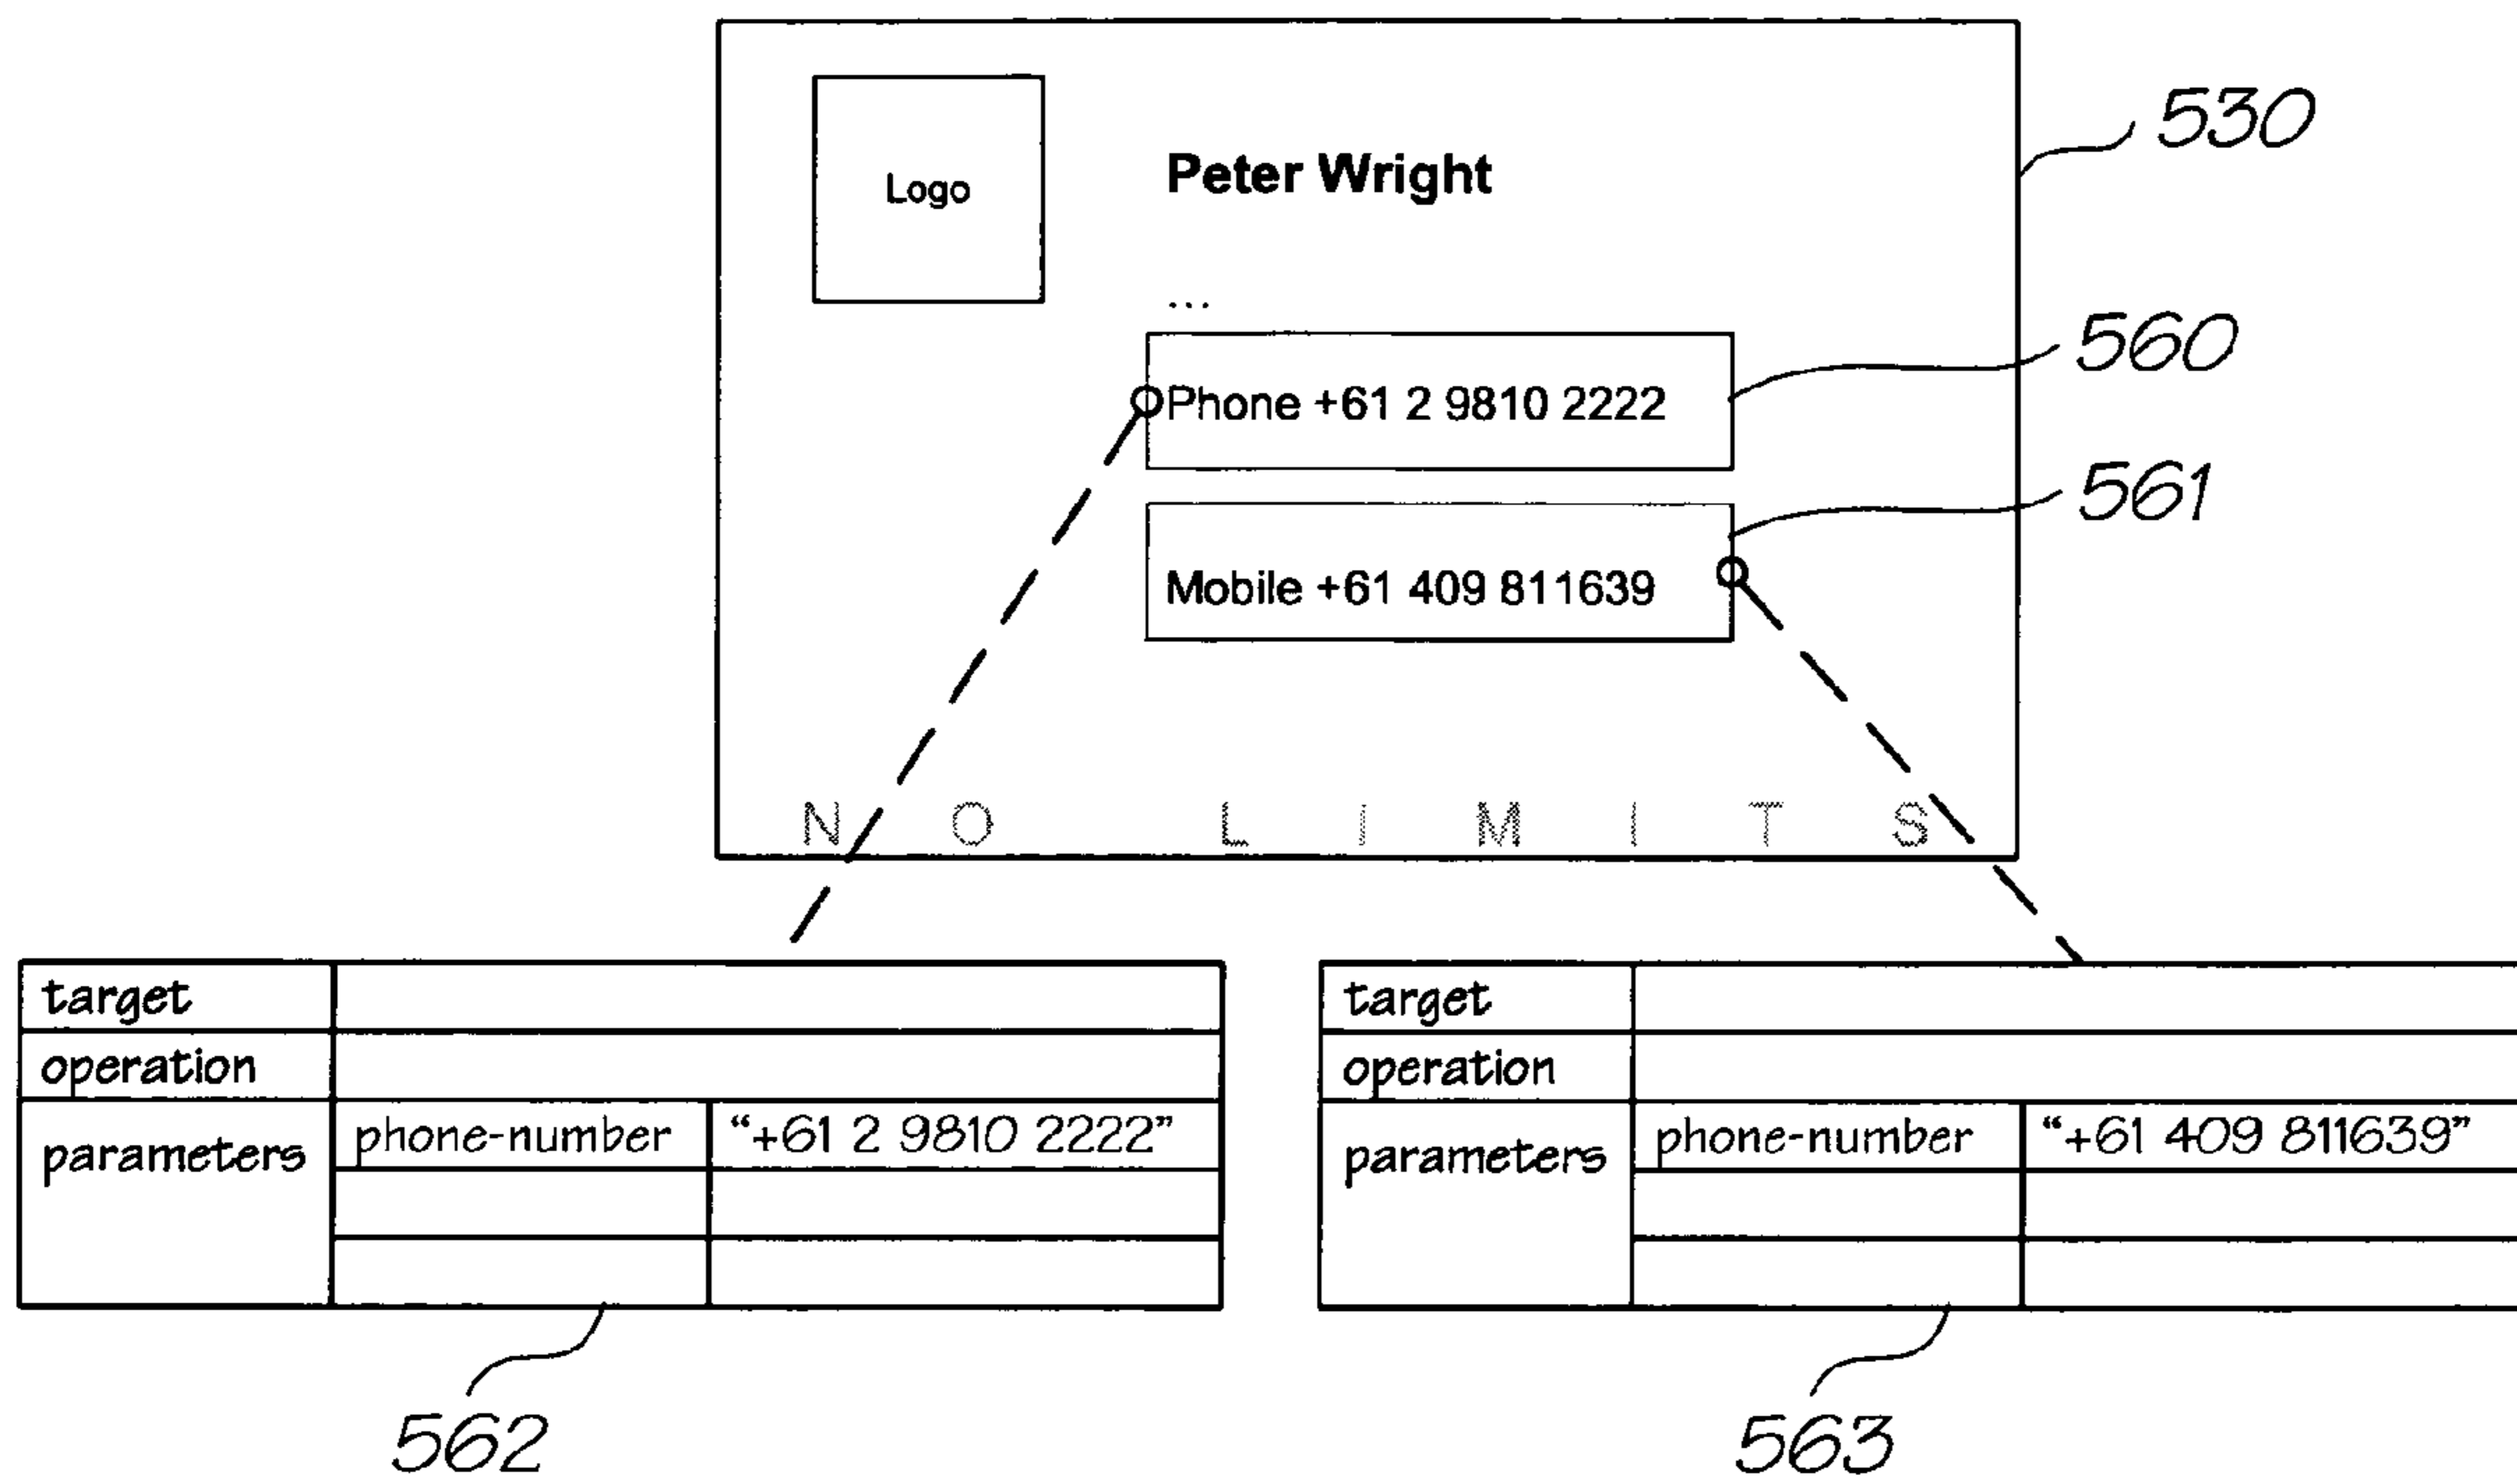 530
Logo
Peter Wright
...
560
Phone +61 2 9810 2222
561
Mobile +61 409 811639
N O L I M I T S
target
operation
parameters phone-number “+61 2 9810 2222”
562
target
operation
parameters phone-number “+61 409 811639”
563